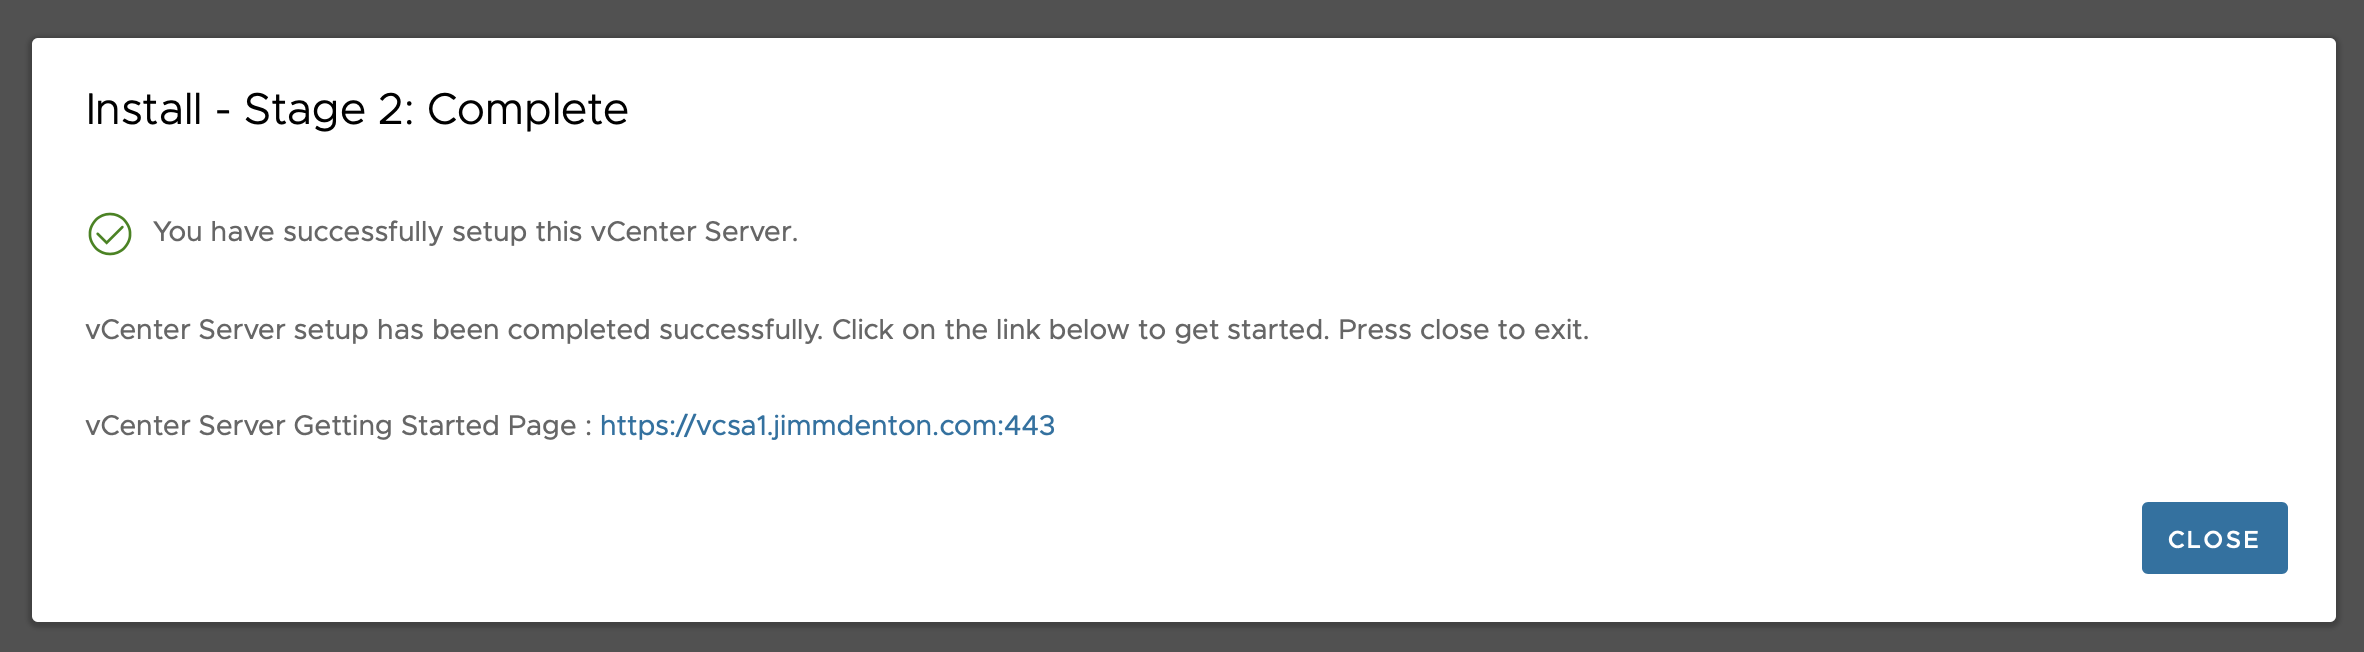 Install - Stage 2: Complete
You have successfully setup this vCenter Server.
vCenter Server setup has been completed successfully. Click on the link below to get started. Press close to exit.
vCenter Server Getting Started Page : https://vcsa1.jimmdenton.com:443
CLOSE